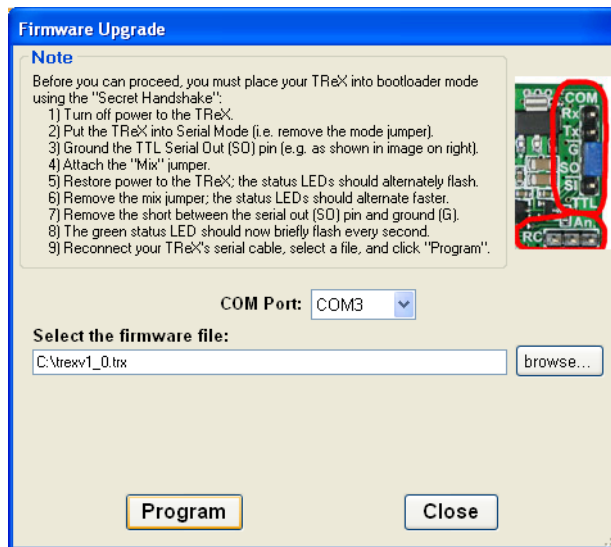 Firmware Upgrade
Note
Before you can proceed, you must place your TReX into bootloader mode
using the "Secret Handshake":
1) Turn off power to the TReX.
2) Put the TReX into Serial Mode (i.e. remove the mode jumper).
3) Ground the TTL Serial Out (SO) pin (e.g. as shown in image on right).
4) Attach the "Mix" jumper.
5) Restore power to the TReX; the status LEDs should alternately flash.
6) Remove the mix jumper; the status LEDs should alternate faster.
7) Remove the short between the serial out (SO) pin and ground (G).
8) The green status LED should now briefly flash every second.
9) Reconnect your TReX's serial cable, select a file, and click "Program".
COM
Rx
Tx
G
SO
SI
TTL
An
RC
COM Port: COM3
Select the firmware file:
C:\trexv1_0.trx
browse...
Program Close